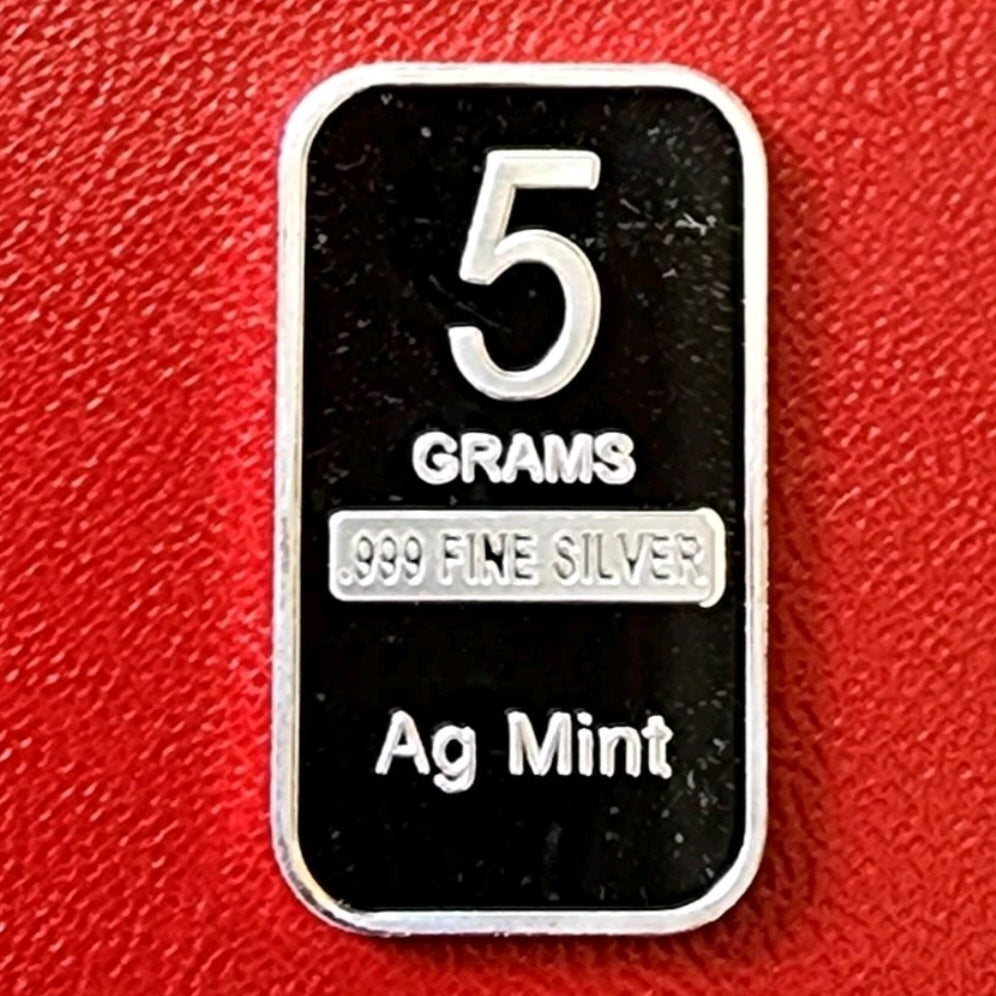 5
GRAMS
.999 FINE SILVER
Ag Mint